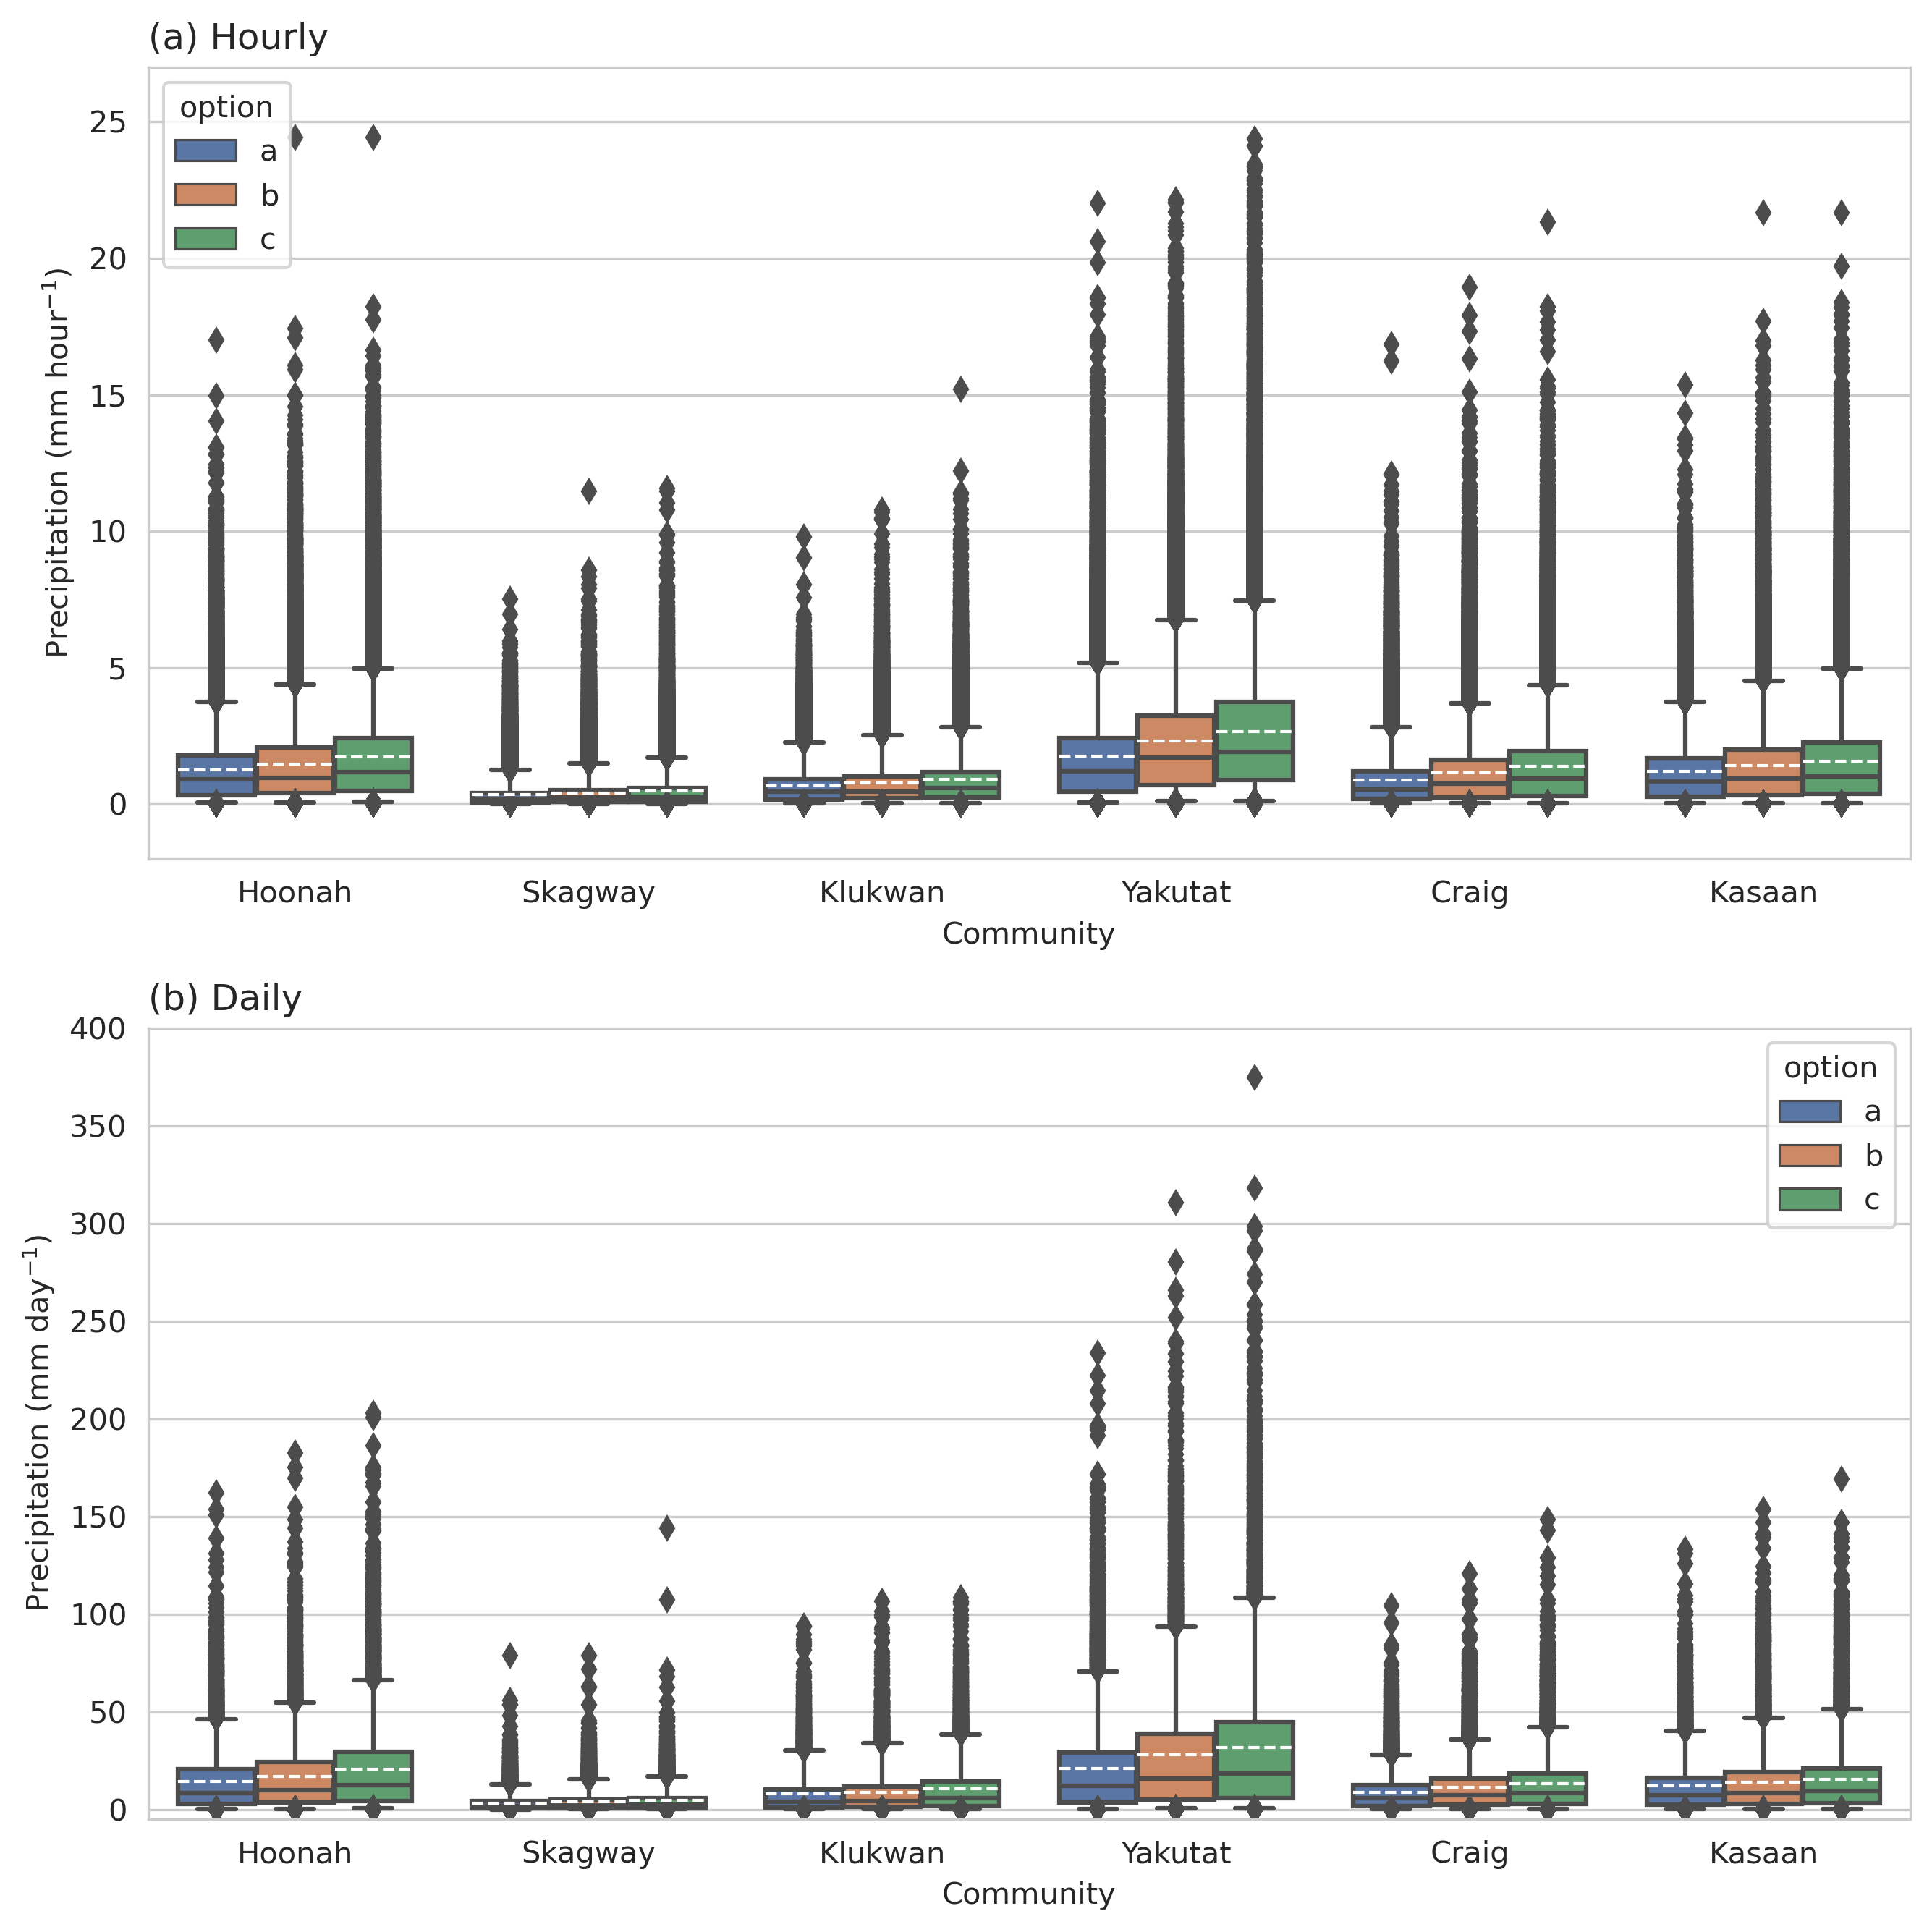 (a) Hourly
option
a
b
c
25
20
15
10
5
0
Precipitation (mm hour⁻¹)
Hoonah Skagway Klukwan Yakutat Craig Kasaan
Community
(b) Daily
option
a
b
c
400
350
300
250
200
150
100
50
0
Precipitation (mm day⁻¹)
Hoonah Skagway Klukwan Yakutat Craig Kasaan
Community